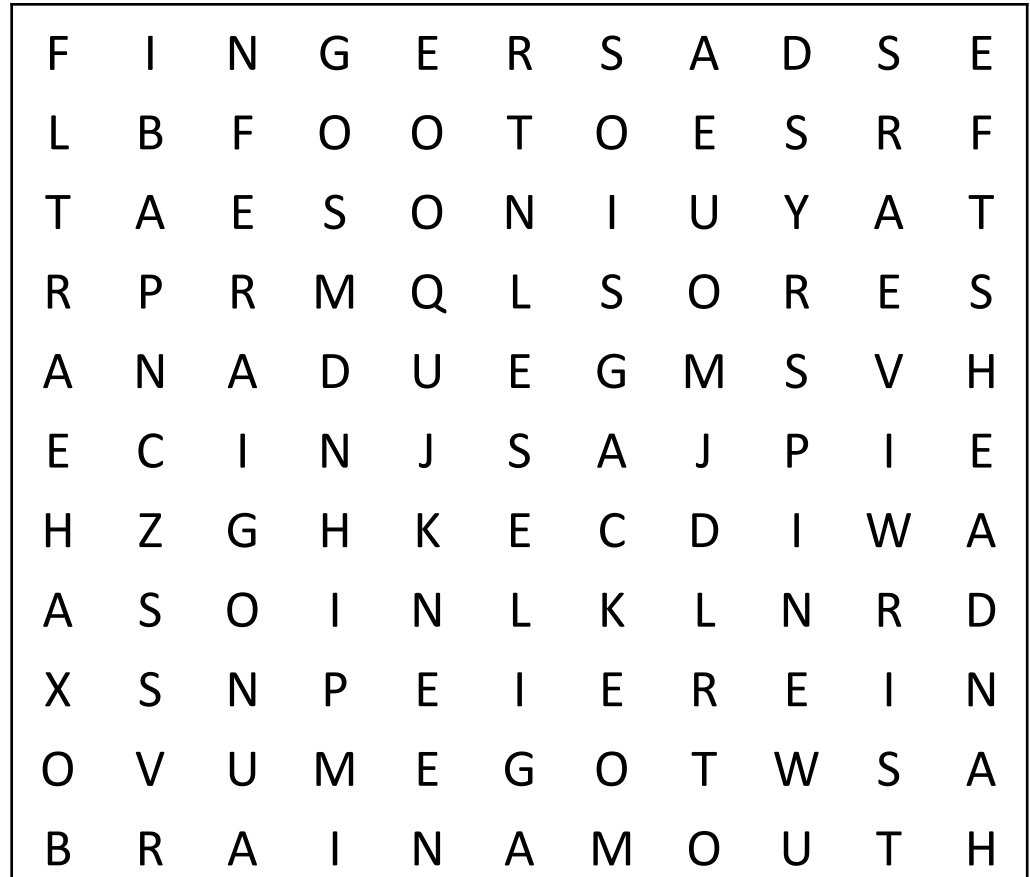 F I N G E R S A D S E
L B F O O T O E S R F
T A E S O N I U Y A T
R P R M Q L S O R E S
A N A D U E G M S V H
E C I N J S A J P I E
H Z G H K E C D I W A
A S O I N L K L N R D
X S N P E I E R E I N
O V U M E G O T W S A
B R A I N A M O U T H